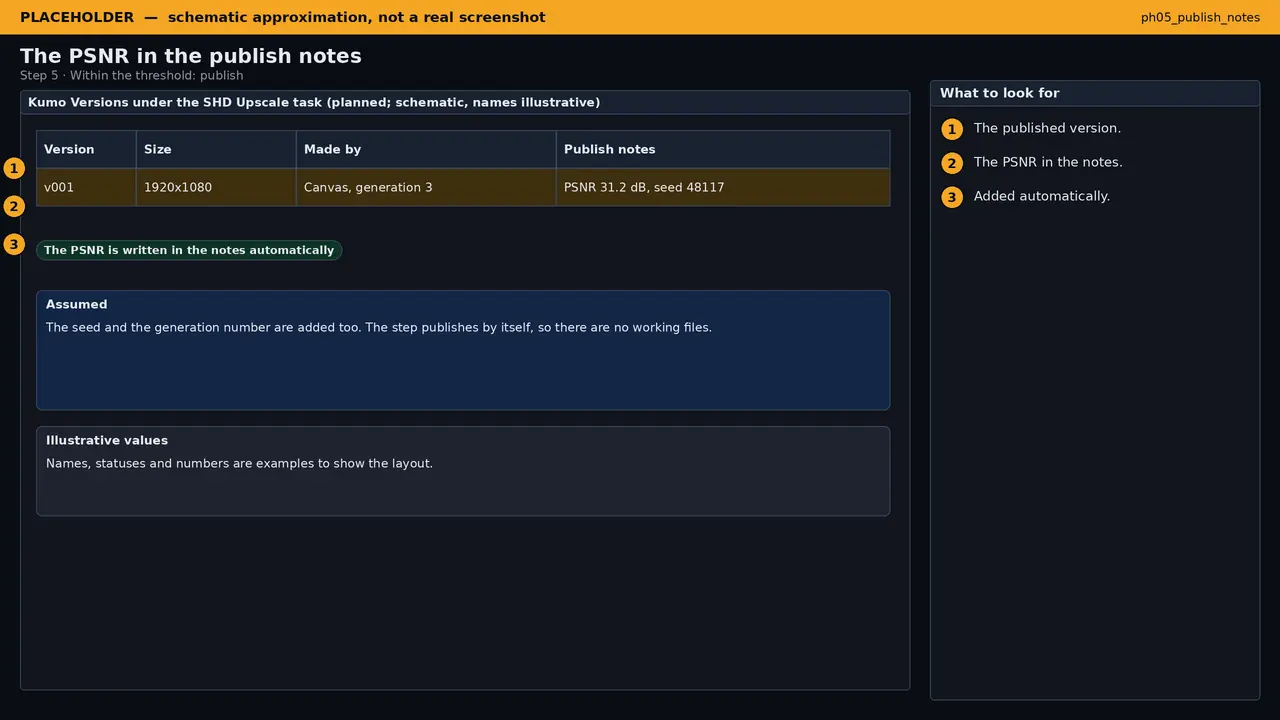 PLACEHOLDER — schematic approximation, not a real screenshot
ph05_publish_notes
The PSNR in the publish notes
Step 5 · Within the threshold: publish
Kumo Versions under the SHD Upscale task (planned; schematic, names illustrative)
Version Size Made by Publish notes
1
v001 1920x1080 Canvas, generation 3 PSNR 31.2 dB, seed 48117
2
3
The PSNR is written in the notes automatically
Assumed
The seed and the generation number are added too. The step publishes by itself, so there are no working files.
Illustrative values
Names, statuses and numbers are examples to show the layout.
What to look for
1 The published version.
2 The PSNR in the notes.
3 Added automatically.